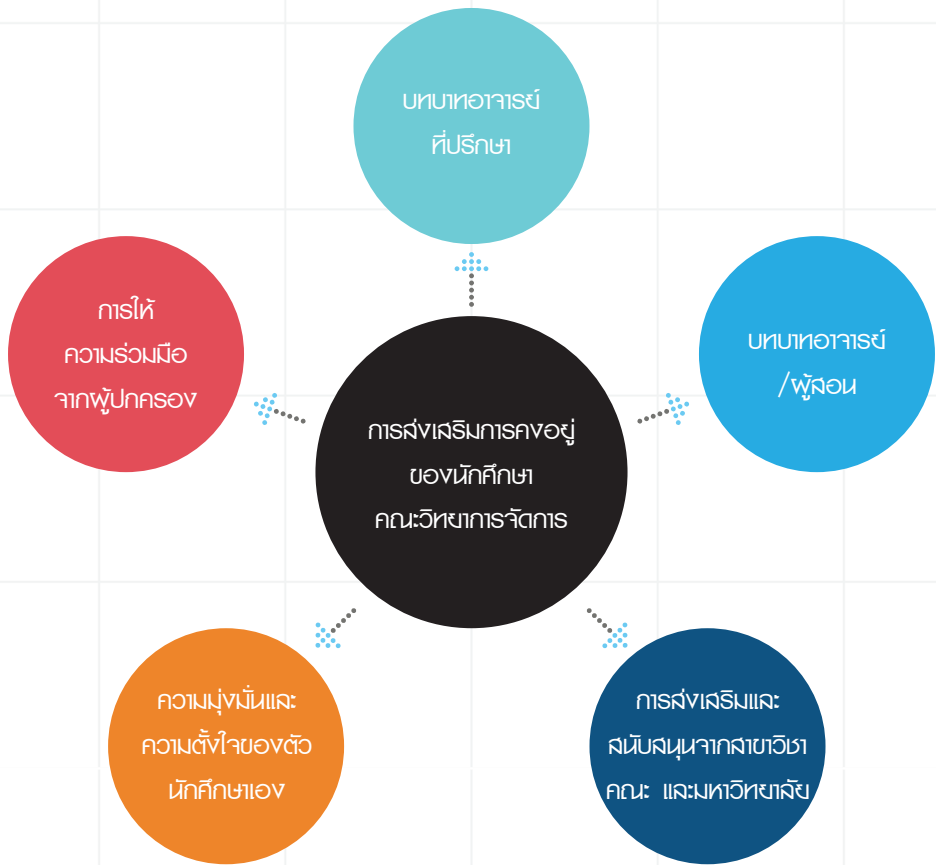 บทบาทอาจารย์
ที่ปรึกษา
การให้
ความร่วมมือ
จากผู้ปกครอง
บทบาทอาจารย์
/ผู้สอน
การส่งเสริมการคงอยู่
ของนักศึกษา
คณะวิทยาการจัดการ
ความมุ่งมั่นและ
ความตั้งใจของตัว
นักศึกษาเอง
การส่งเสริมและ
สนับสนุนจากสาขาวิชา
คณะ และมหาวิทยาลัย